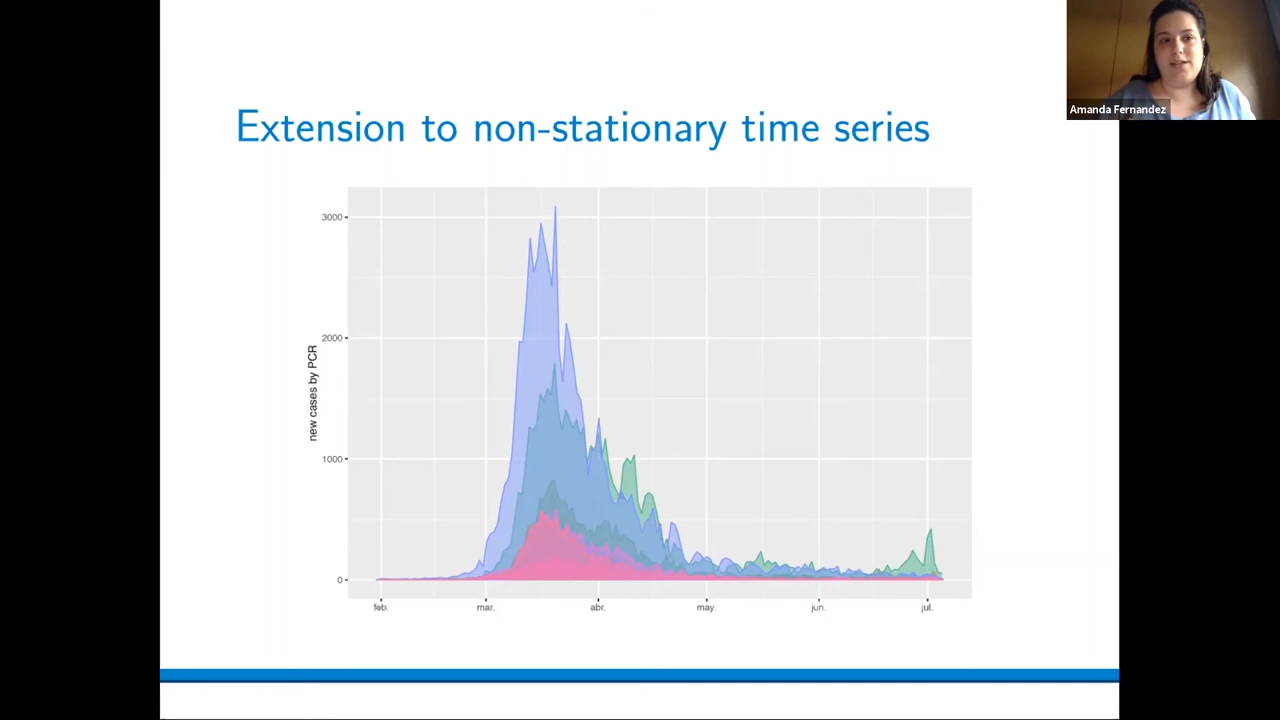 Amanda Fernandez
Extension to non-stationary time series
3000
2000
1000
0
new cases by PCR
feb.
mar.
abr.
may.
jun.
jul.